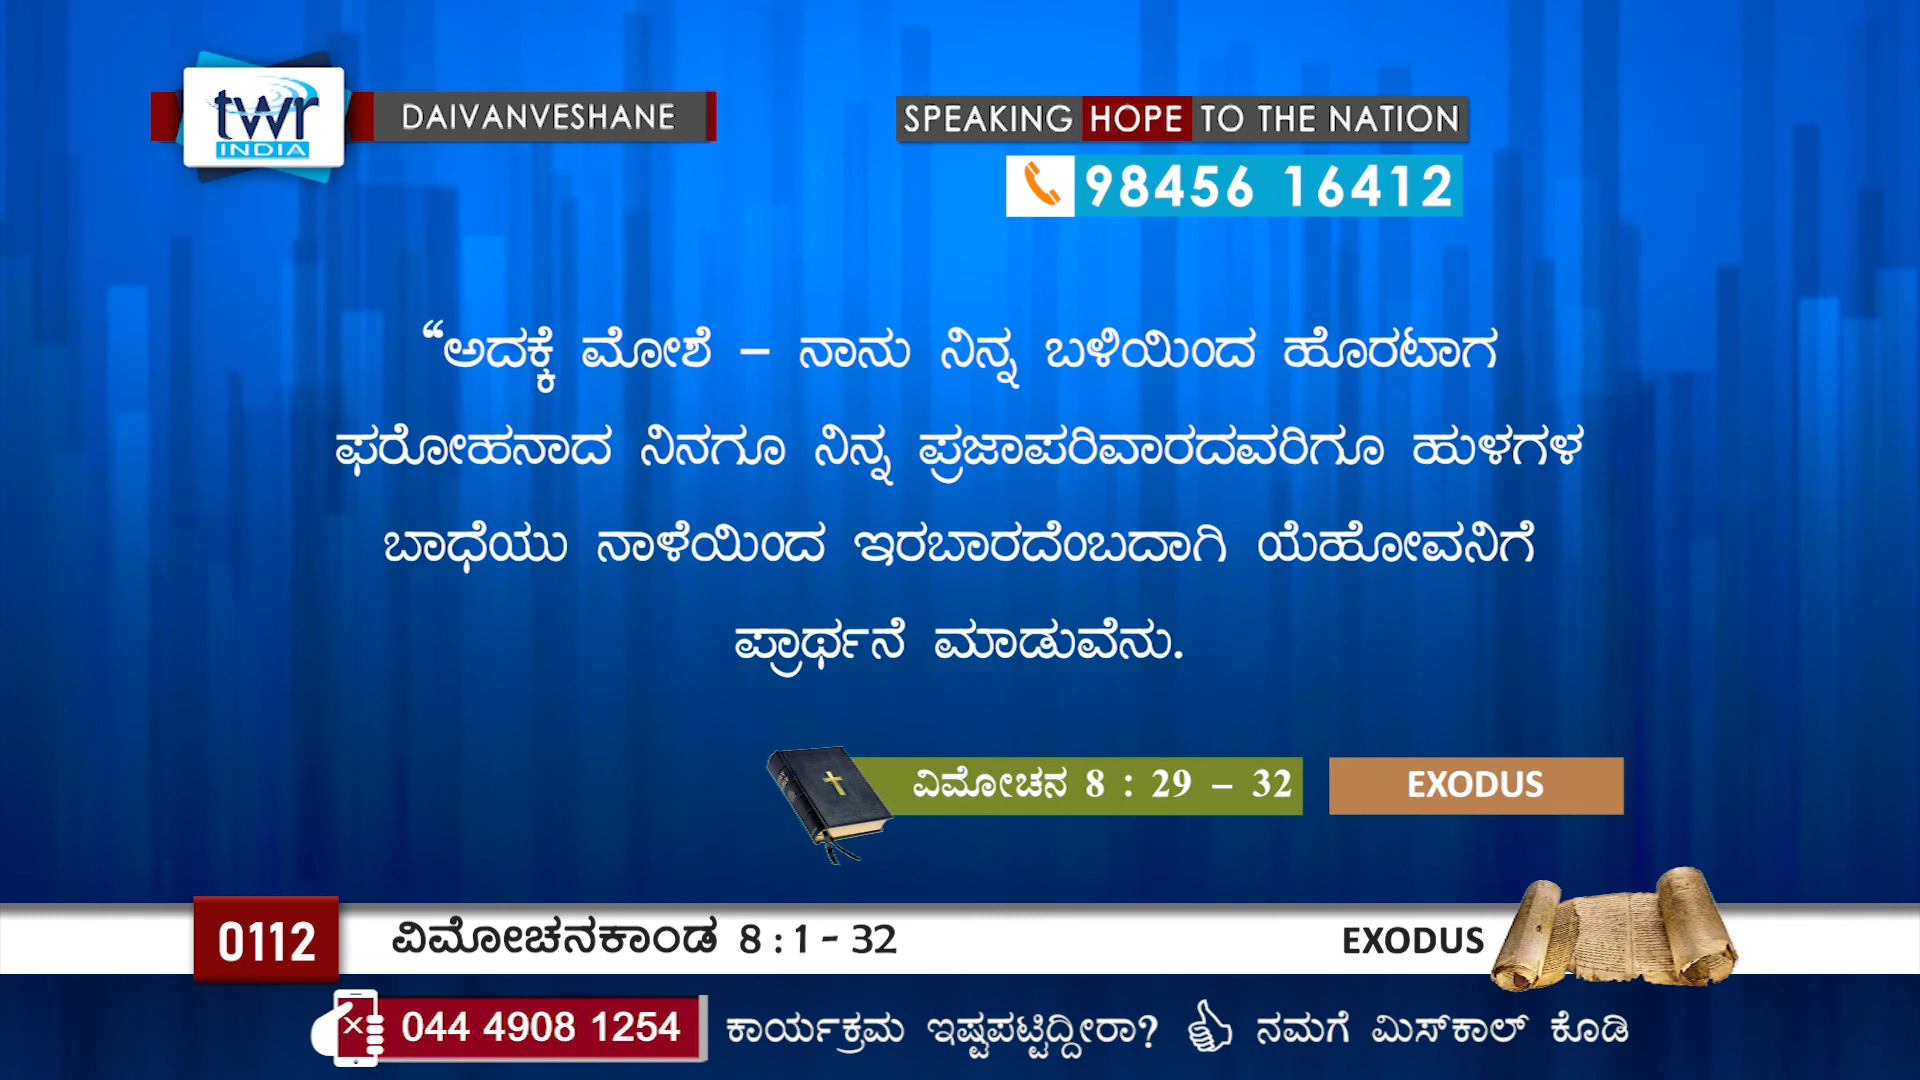 twr
INDIA
DAIVANVESHANE
SPEAKING HOPE TO THE NATION
98456 16412
“ಅದಕ್ಕೆ ಮೋಶೆ – ನಾನು ನಿನ್ನ ಬಳಿಯಿಂದ ಹೊರಟಾಗ
ಫರೋಹನಾದ ನಿನಗೂ ನಿನ್ನ ಪ್ರಜಾಪರಿವಾರದವರಿಗೂ ಹುಳಗಳ
ಬಾಧೆಯು ನಾಳೆಯಿಂದ ಇರಬಾರದೆಂಬದಾಗಿ ಯೆಹೋವನಿಗೆ
ಪ್ರಾರ್ಥನೆ ಮಾಡುವೆನು.
ವಿಮೋಚನ 8 : 29 – 32
EXODUS
0112
ವಿಮೋಚನಕಾಂಡ 8 : 1 - 32
EXODUS
044 4908 1254
ಕಾರ್ಯಕ್ರಮ ಇಷ್ಟಪಟ್ಟಿದ್ದೀರಾ? ನಮಗೆ ಮಿಸ್‌ಕಾಲ್ ಕೊಡಿ